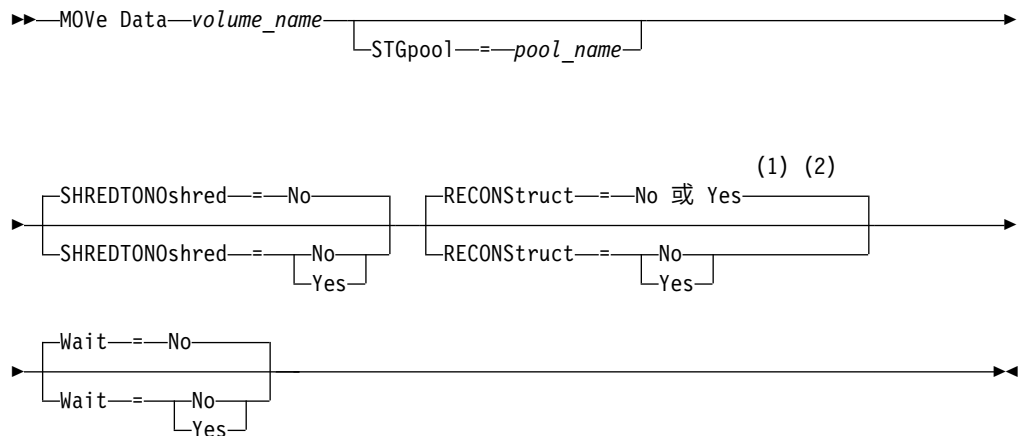 MOVe Data volume_name
STGpool = pool_name
(1) (2)
SHREDTONOshred = No RECONStruct = No 或 Yes
SHREDTONOshred = No RECONStruct = No
Yes Yes
Wait = No
Wait = No
Yes